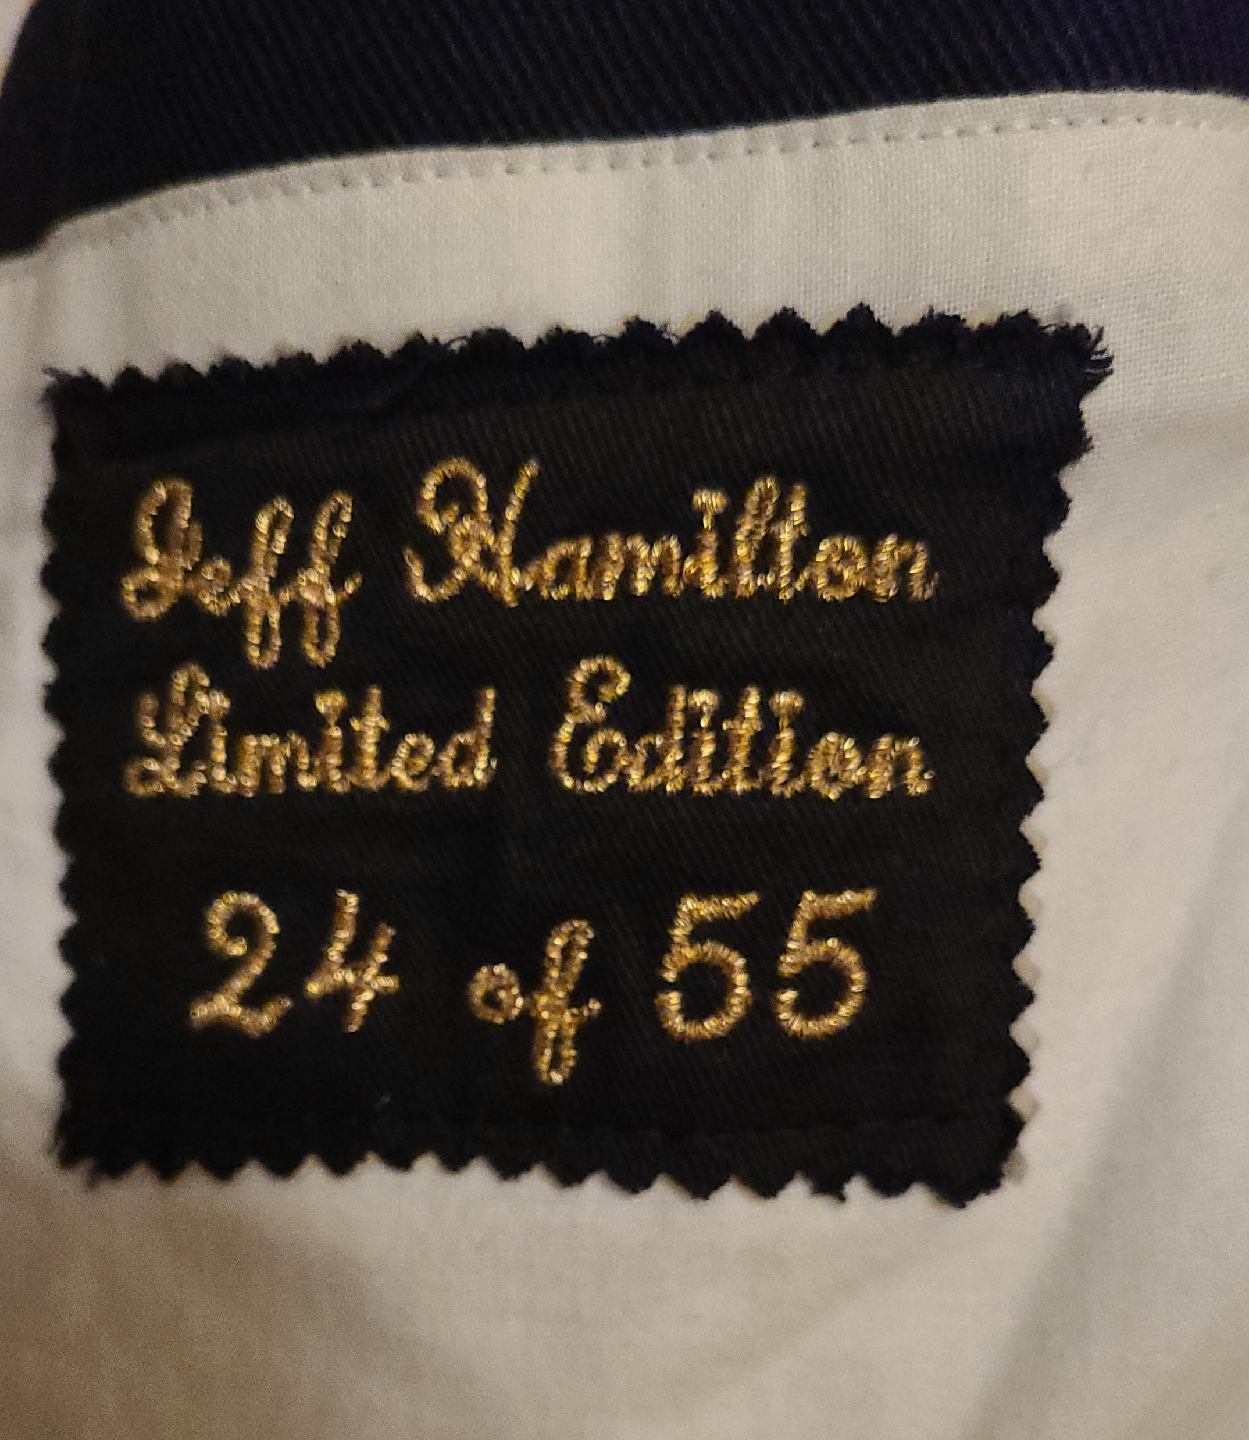 Jeff Hamilton
Limited Edition
24 of 55